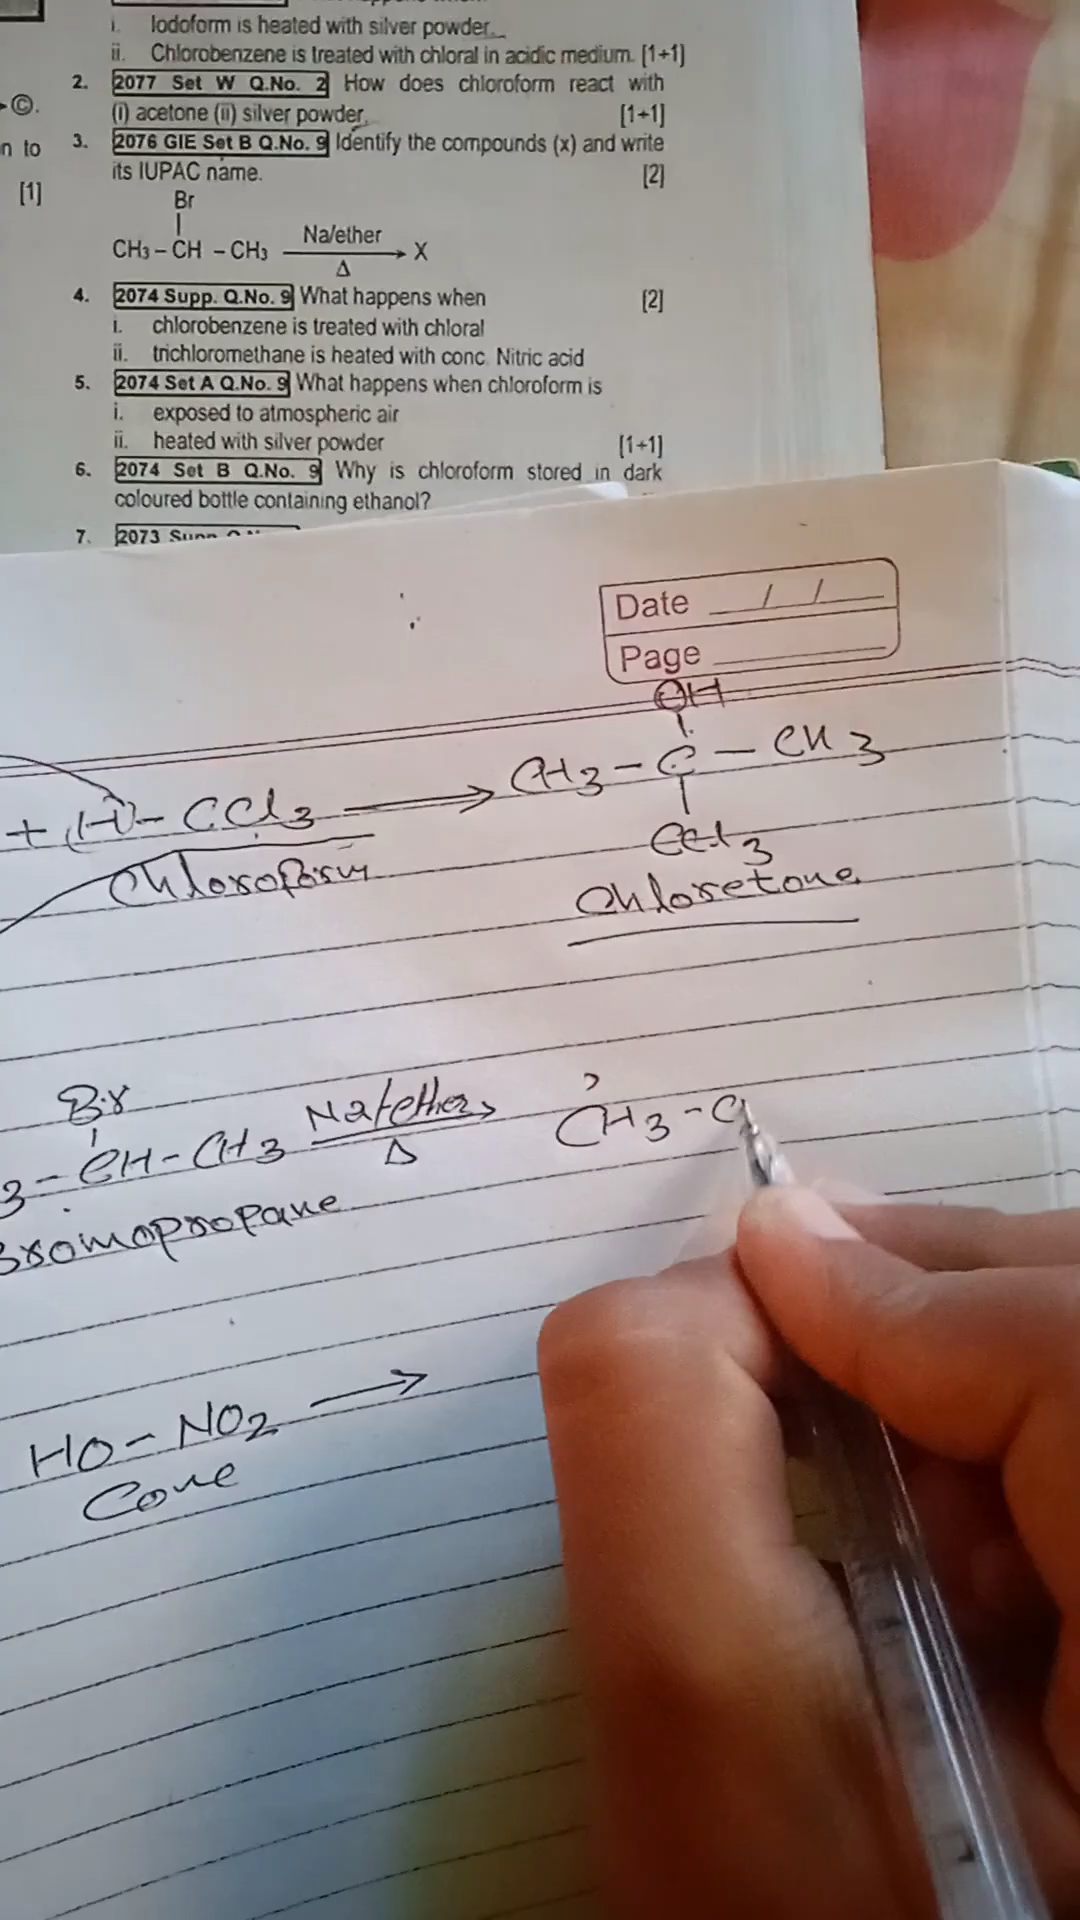 i. Iodoform is heated with silver powder.
ii. Chlorobenzene is treated with chloral in acidic medium. [1+1]
2. 2077 Set W Q.No. 2 How does chloroform react with
(i) acetone (ii) silver powder. [1+1]
©.
n to
[1]
3. 2076 GIE Set B Q.No. 9 Identify the compounds (x) and write
its IUPAC name. [2]
Br
CH₃ – CH – CH₃ Na/ether → X
Δ
4. 2074 Supp. Q.No. 9 What happens when [2]
i. chlorobenzene is treated with chloral
ii. trichloromethane is heated with conc. Nitric acid
5. 2074 Set A Q.No. 9 What happens when chloroform is
i. exposed to atmospheric air
ii. heated with silver powder [1+1]
6. 2074 Set B Q.No. 9 Why is chloroform stored in dark
coloured bottle containing ethanol?
7. 2073 Supp
Date / /
Page
OH
+ H – CCl₃ → CH₃ – C – CH₃
CCl₃
Chloroform
Chloretone
Br
3 – CH – CH₃ Na/ether → CH₃ – C
Δ
Bromopropane
HO – NO₂ →
Conc